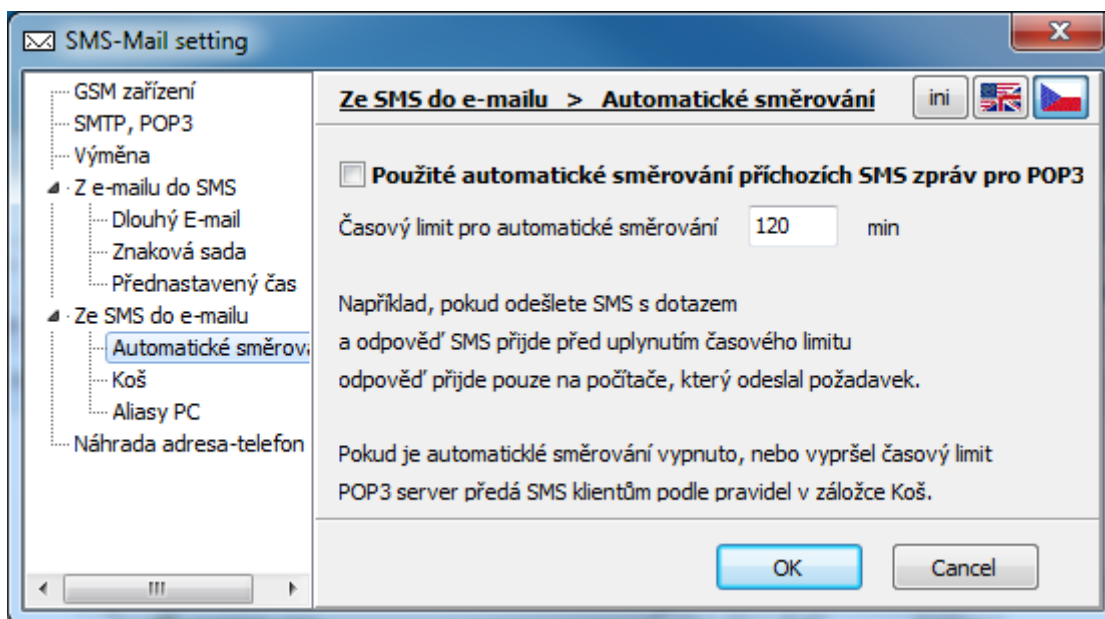 SMS-Mail setting
GSM zařízení
SMTP, POP3
Výměna
Z e-mailu do SMS
Dlouhý E-mail
Znaková sada
Přednastavený čas
Ze SMS do e-mailu
Automatické směrova
Koš
Aliasy PC
Náhrada adresa-telefon
Ze SMS do e-mailu > Automatické směrování
ini
Použité automatické směrování příchozích SMS zpráv pro POP3
Časový limit pro automatické směrování 120 min
Například, pokud odešlete SMS s dotazem
a odpověď SMS přijde před uplynutím časového limitu
odpověď přijde pouze na počítače, který odeslal požadavek.
Pokud je automaticklé směrování vypnuto, nebo vypršel časový limit
POP3 server předá SMS klientům podle pravidel v záložce Koš.
OK
Cancel